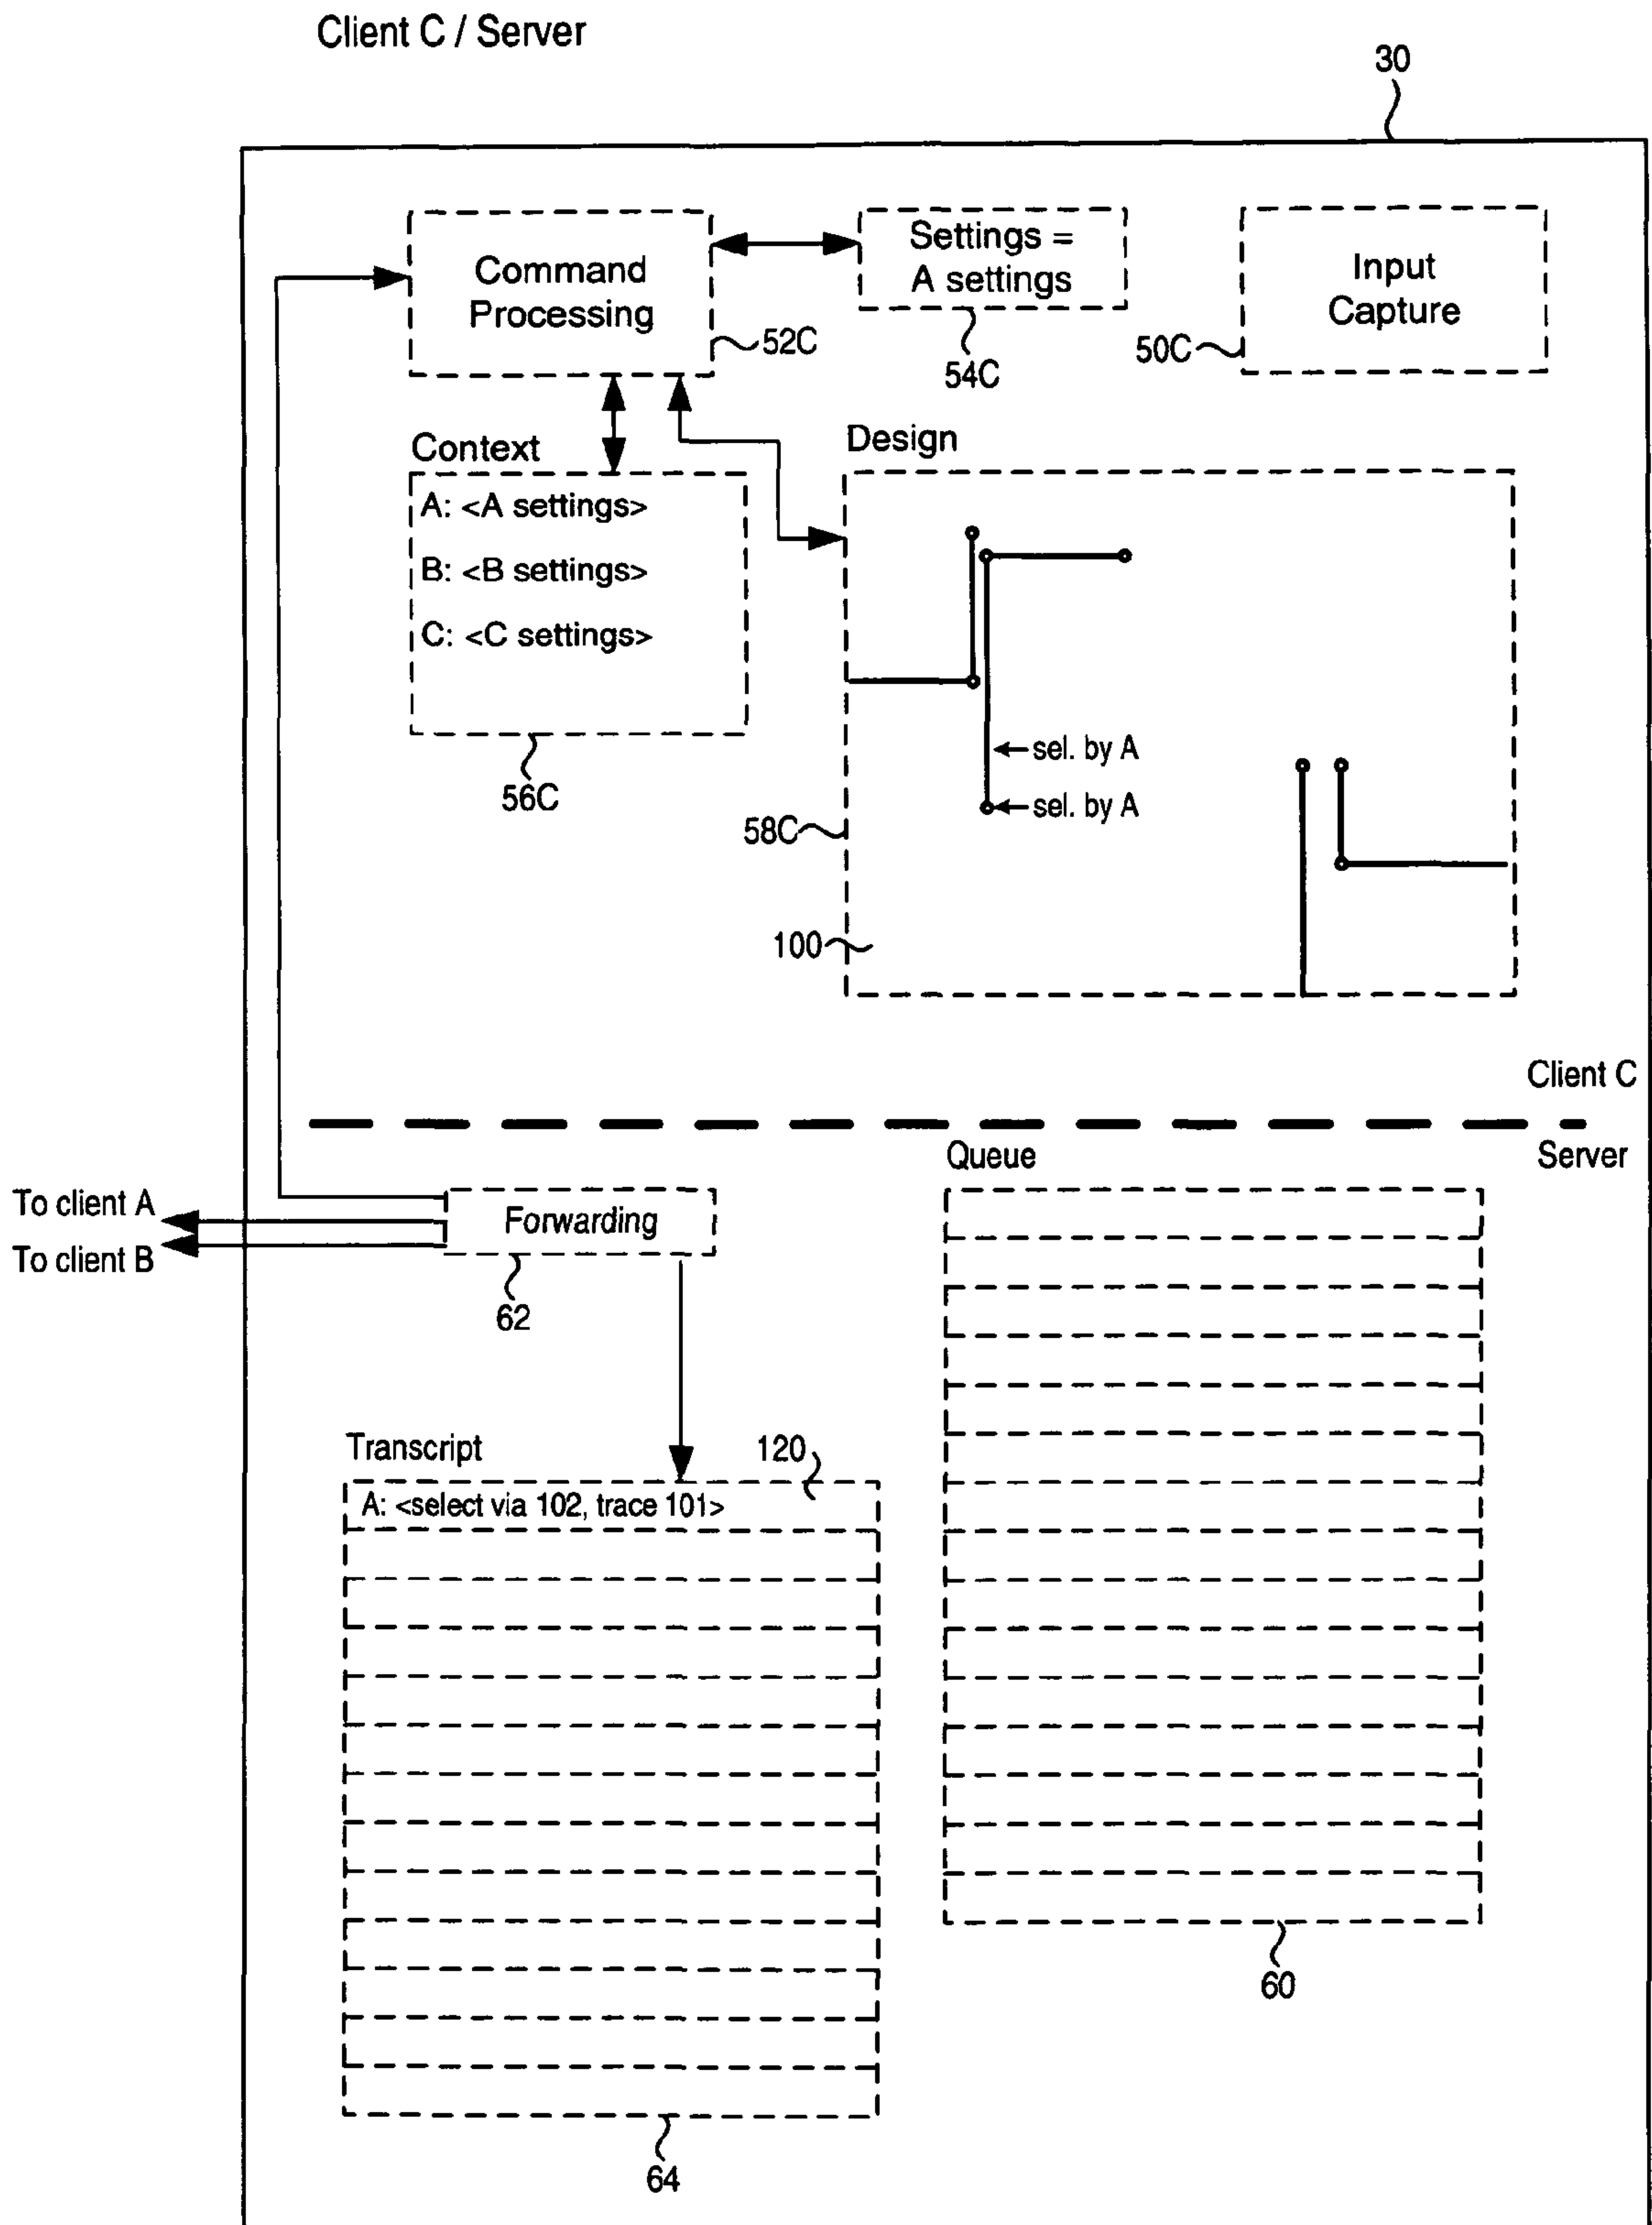 Client C / Server
30
Command
Processing
52C
Settings =
A settings
54C
Input
Capture
50C
Context
A: <A settings>
B: <B settings>
C: <C settings>
56C
Design
sel. by A
sel. by A
58C
100
Client C
Server
Queue
To client A
To client B
Forwarding
62
Transcript
120
A: <select via 102, trace 101>
60
64